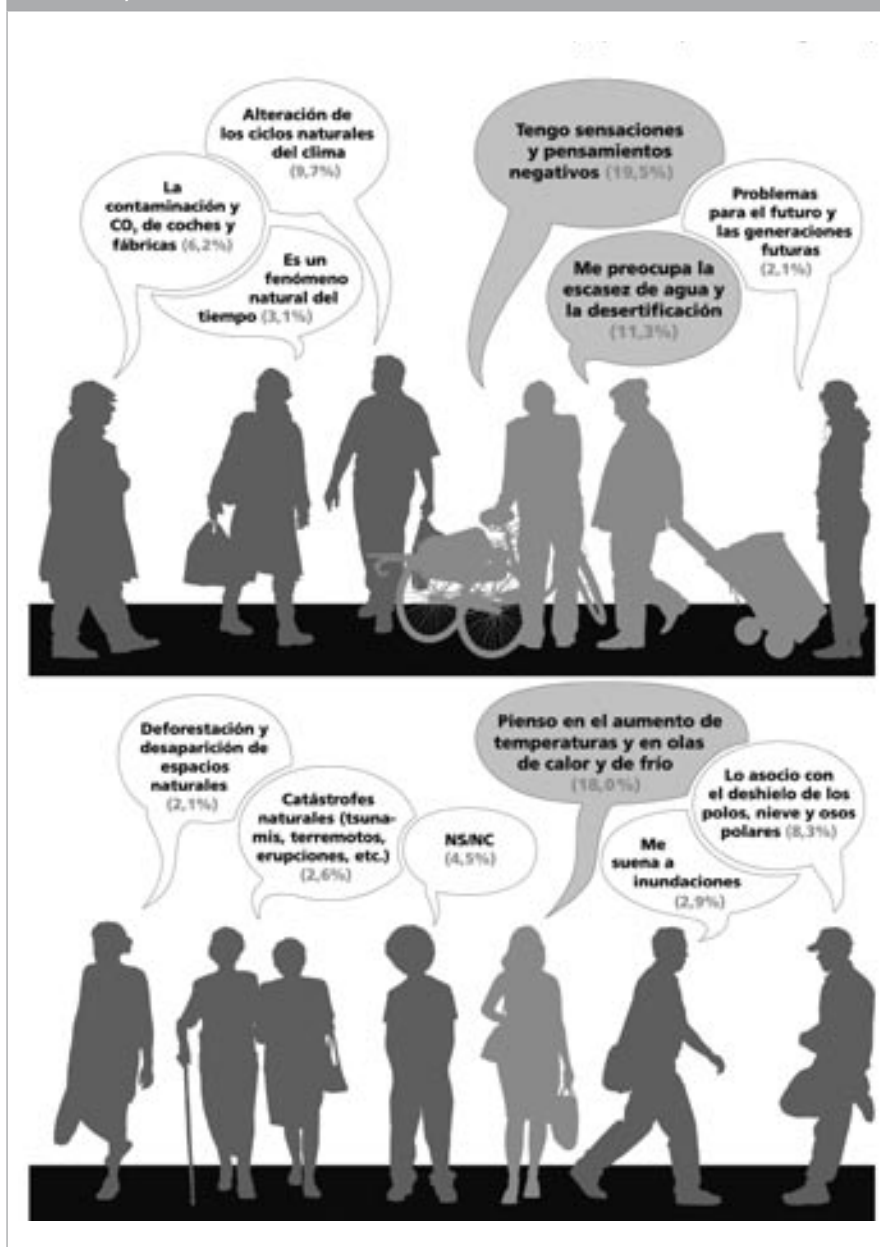 Alteración de
los ciclos naturales
del clima
(9,7%)
La
contaminación y
CO₂ de coches y
fábricas (6,2%)
Es un
fenómeno
natural del
tiempo (3,1%)
Tengo sensaciones
y pensamientos
negativos (19,5%)
Me preocupa la
escasez de agua y
la desertificación
(11,3%)
Problemas
para el futuro y
las generaciones
futuras
(2,1%)
Deforestación y
desaparición de
espacios
naturales
(2,1%)
Catástrofes
naturales (tsuna-
mis, terremotos,
erupciones, etc.)
(2,6%)
NS/NC
(4,5%)
Pienso en el aumento de
temperaturas y en olas
de calor y de frío
(18,0%)
Me
suena a
inundaciones
(2,9%)
Lo asocio con
el deshielo de los
polos, nieve y osos
polares (8,3%)